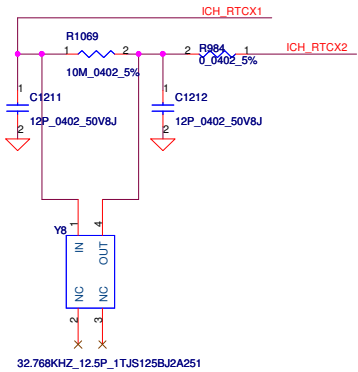 ICH_RTCX1
R1069
1
2
10M_0402_5%
2
R984
1
0_0402_5%
ICH_RTCX2
1
C1211
12P_0402_50V8J
2
1
C1212
12P_0402_50V8J
2
Y8
1
4
IN
OUT
NC
NC
2
3
32.768KHZ_12.5P_1TJS125BJ2A251